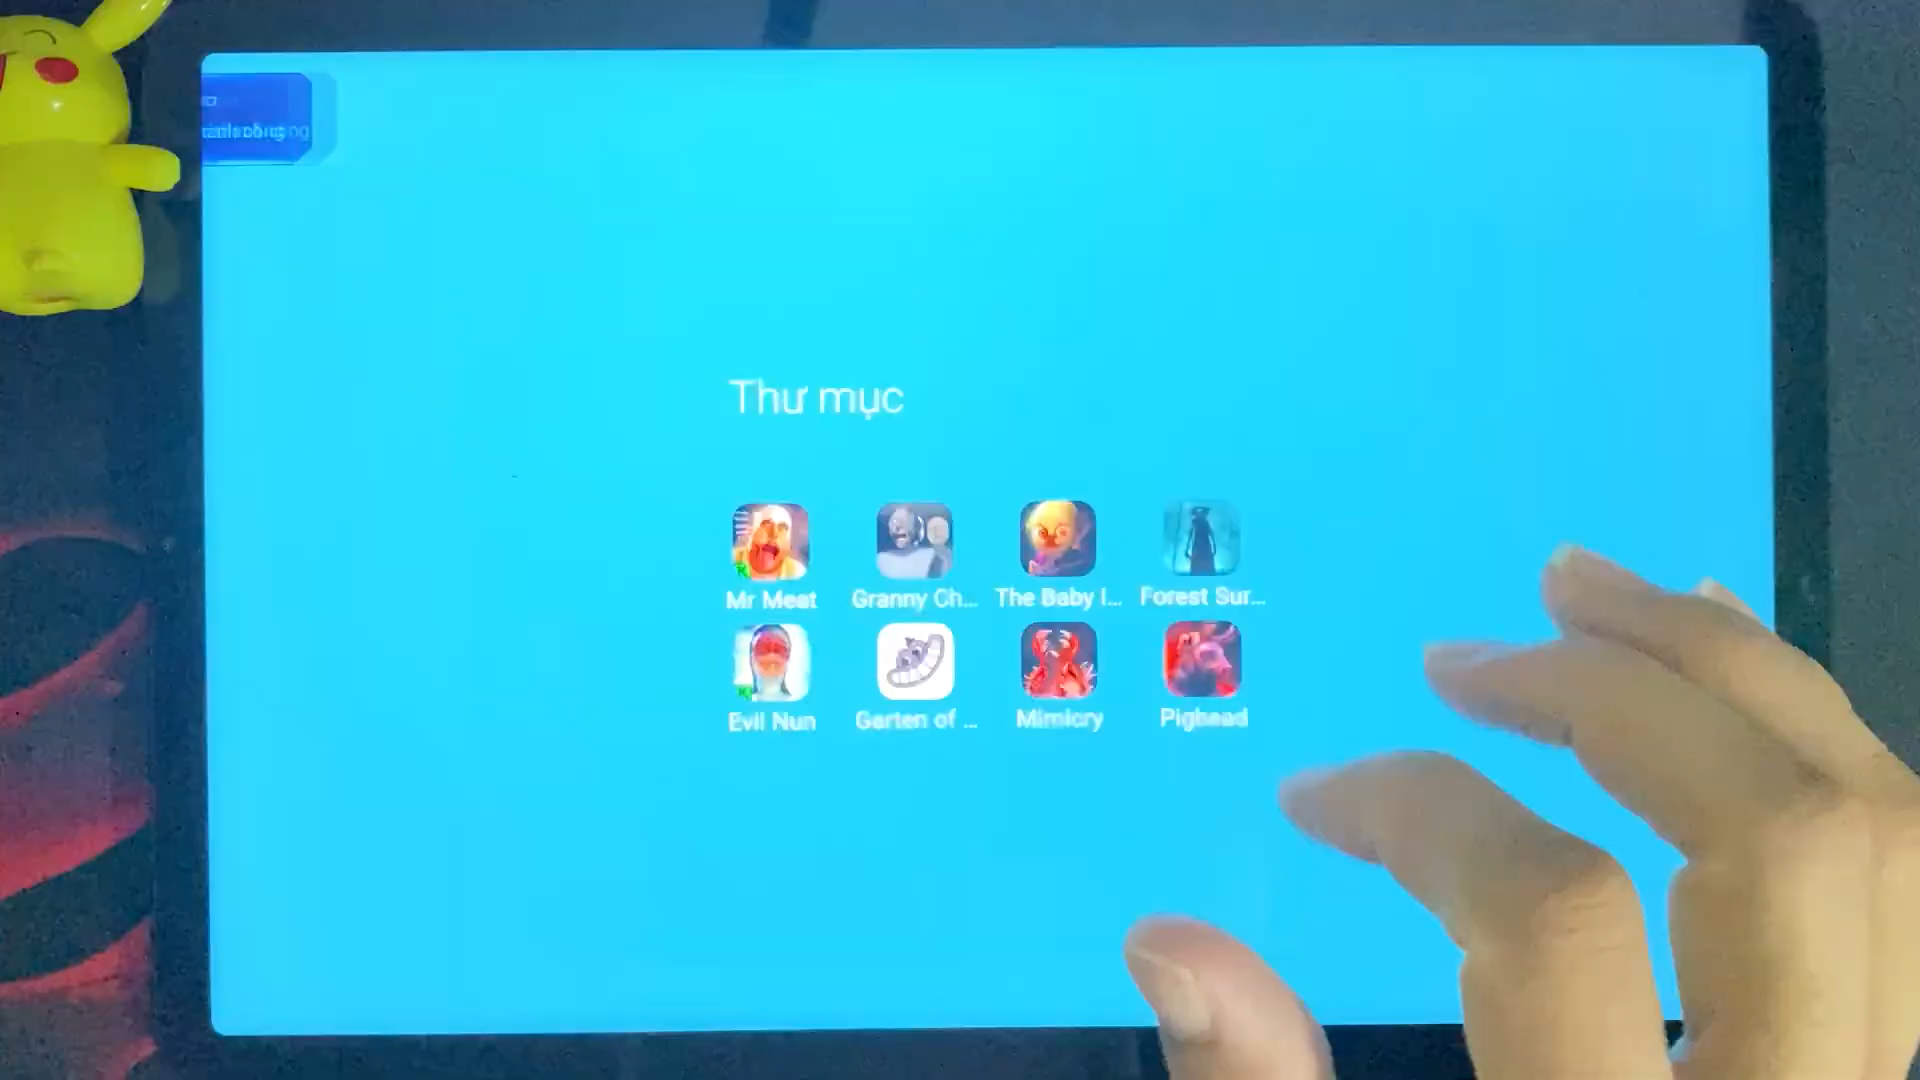 Thư mục
Mr Meat
Granny Ch...
The Baby I...
Forest Sur...
Evil Nun
Garten of ...
Mimicry
Pighead